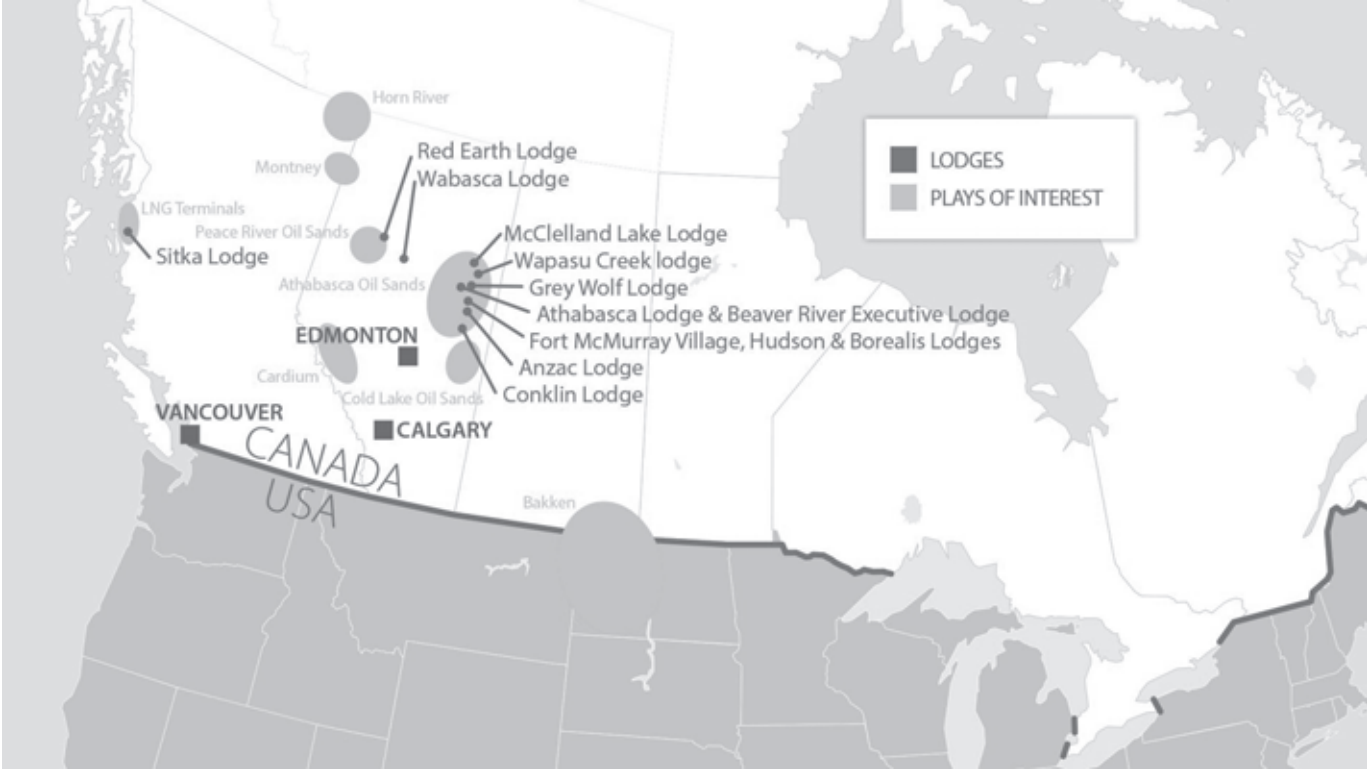 Horn River
Red Earth Lodge
Montney
Wabasca Lodge
LNG Terminals
Peace River Oil Sands
Sitka Lodge
McClelland Lake Lodge
Wapasu Creek lodge
Athabasca Oil Sands
Grey Wolf Lodge
Athabasca Lodge & Beaver River Executive Lodge
Fort McMurray Village, Hudson & Borealis Lodges
EDMONTON
Anzac Lodge
Cardium
Conklin Lodge
Cold Lake Oil Sands
VANCOUVER
CALGARY
CANADA
USA
Bakken
LODGES
PLAYS OF INTEREST